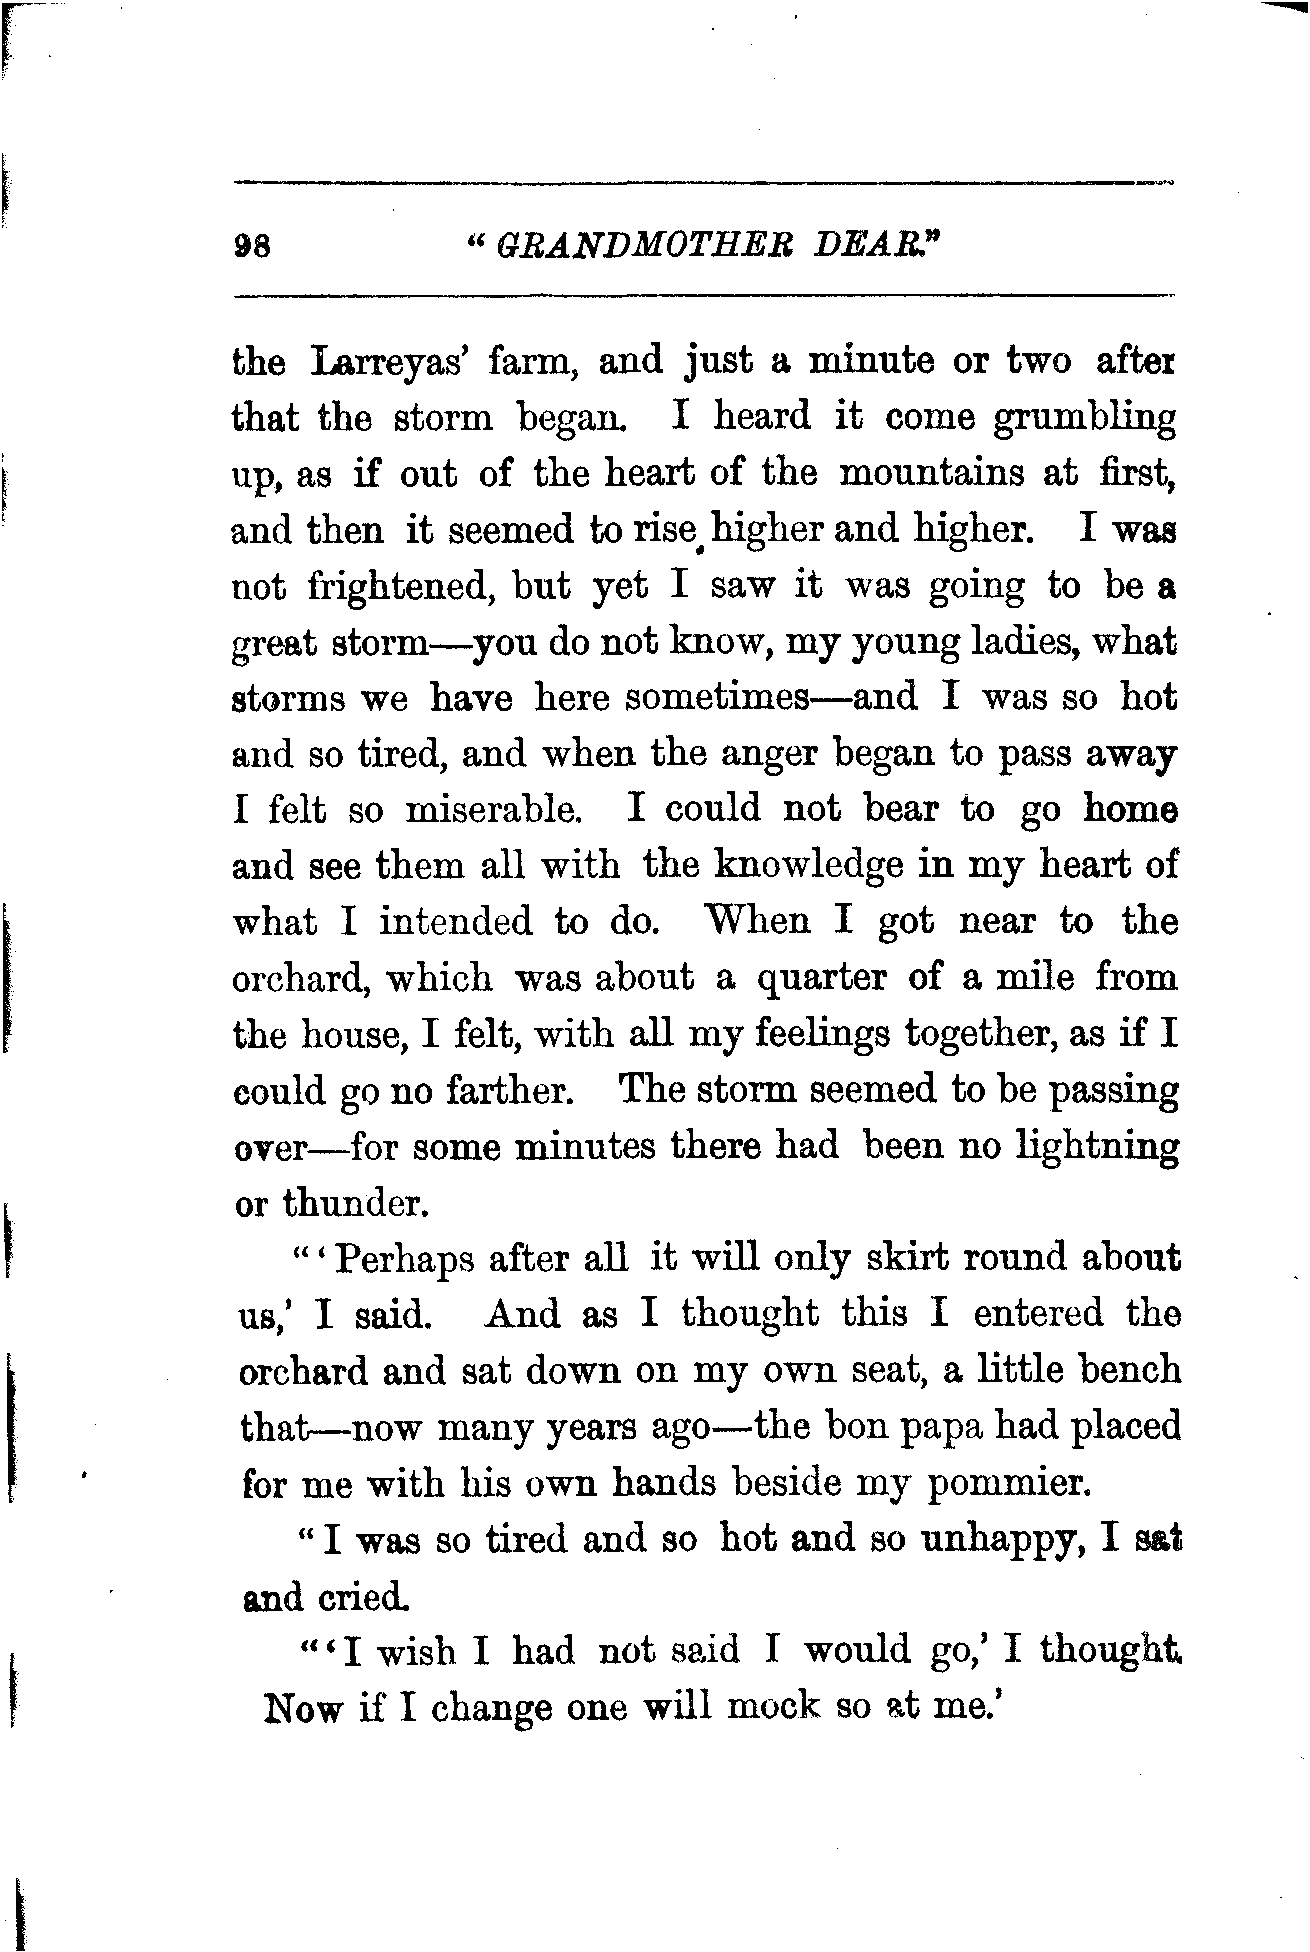 98 “ GRANDMOTHER DEAR.”
the Larreyas’ farm, and just a minute or two after
that the storm began. I heard it come grumbling
up, as if out of the heart of the mountains at first,
and then it seemed to rise higher and higher. I was
not frightened, but yet I saw it was going to be a
great storm—you do not know, my young ladies, what
storms we have here sometimes—and I was so hot
and so tired, and when the anger began to pass away
I felt so miserable. I could not bear to go home
and see them all with the knowledge in my heart of
what I intended to do. When I got near to the
orchard, which was about a quarter of a mile from
the house, I felt, with all my feelings together, as if I
could go no farther. The storm seemed to be passing
over—for some minutes there had been no lightning
or thunder.
“ ‘ Perhaps after all it will only skirt round about
us,’ I said. And as I thought this I entered the
orchard and sat down on my own seat, a little bench
that—now many years ago—the bon papa had placed
for me with his own hands beside my pommier.
“ I was so tired and so hot and so unhappy, I sat
and cried.
“ ‘ I wish I had not said I would go,’ I thought.
Now if I change one will mock so at me.’